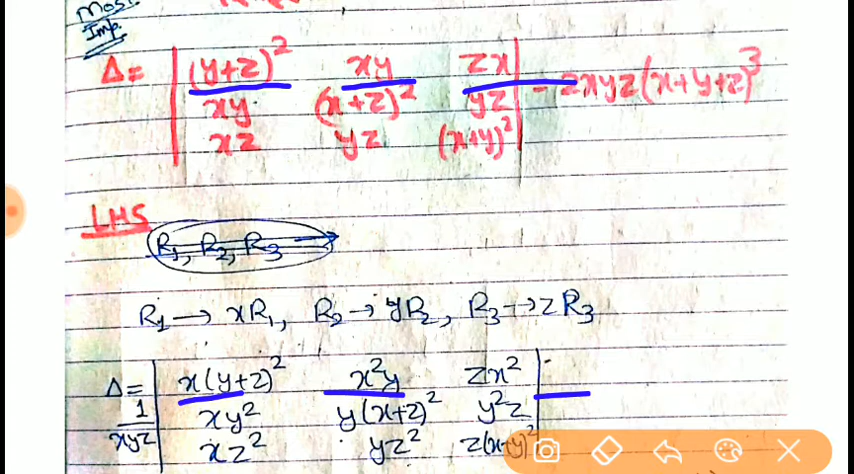 Most
Imp.
Δ= | (y+z)² xy zx |
| xy (x+z)² yz | = 2xyz(x+y+z)³
| xz yz (x+y)² |
LHS
R₁, R₂, R₃ →
R₁ → xR₁, R₂ → yR₂, R₃ → zR₃
Δ= | x(y+z)² x²y zx² |
1/xyz | xy² y(x+z)² y²z |
| xz² yz² z(x+y)² |